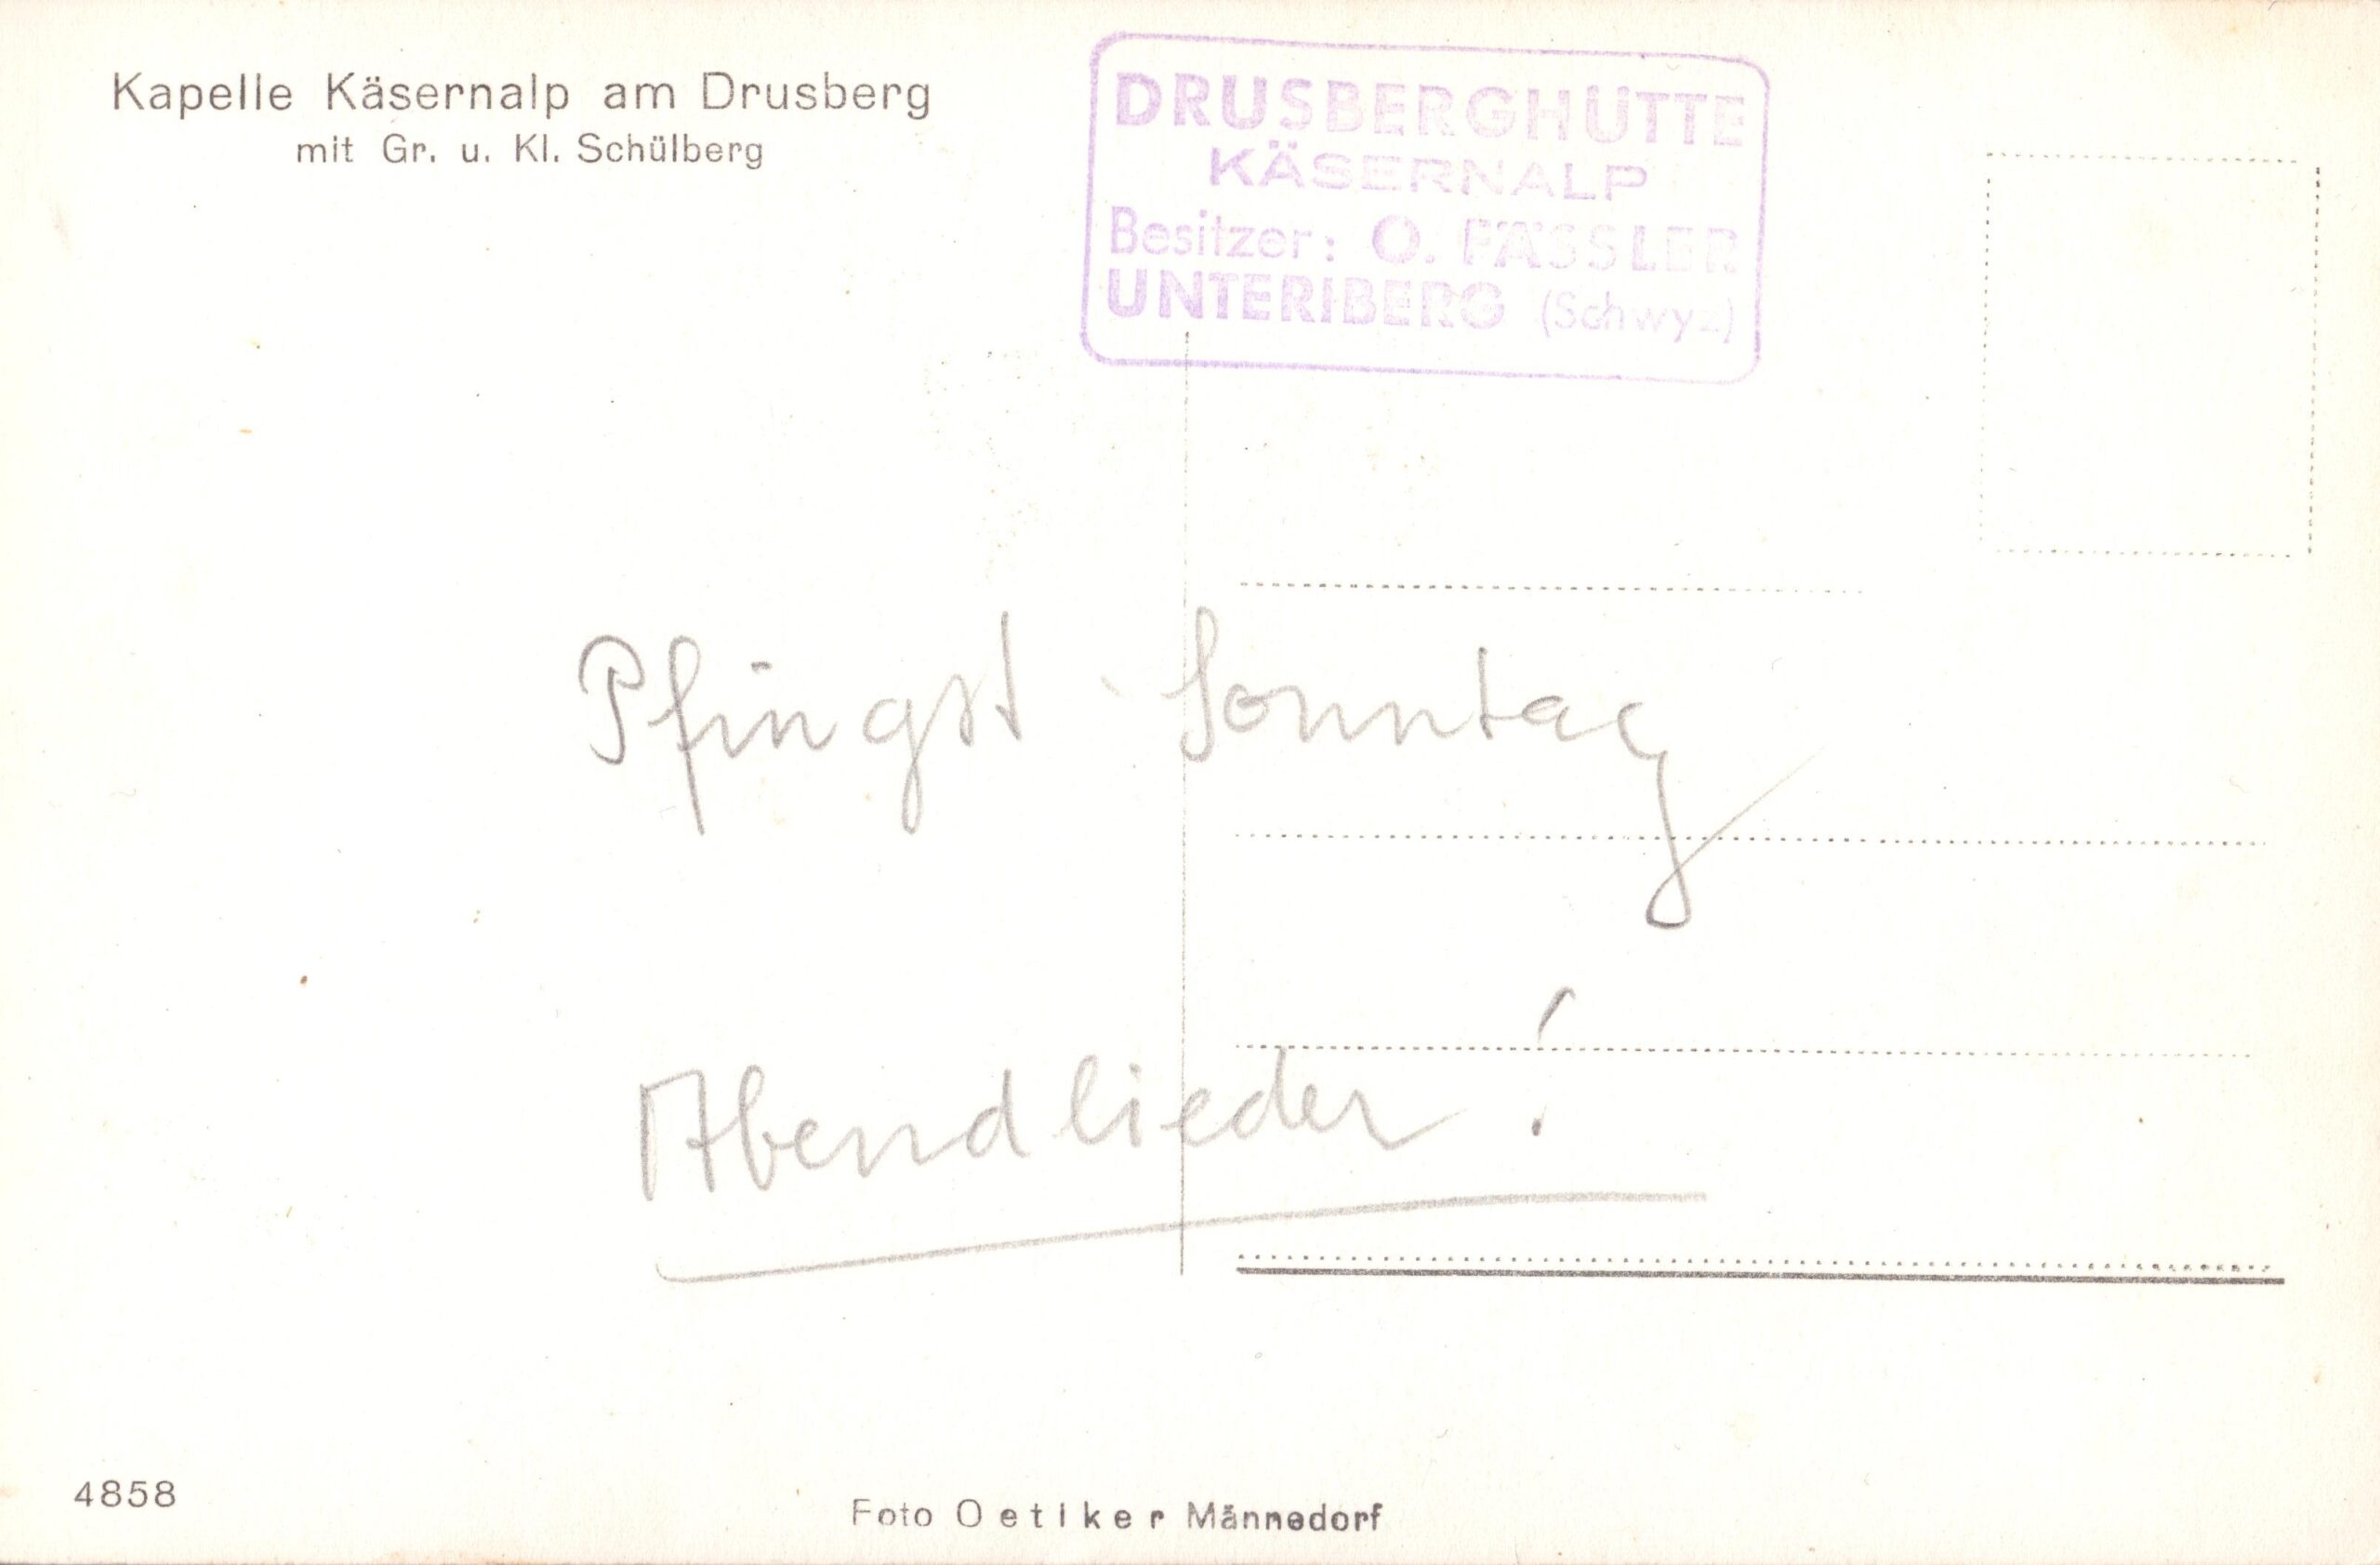 Kapelle Käsernalp am Drusberg
mit Gr. u. Kl. Schülberg
DRUSBERGHÜTTE
KÄSERNALP
Besitzer: O. FÄSSLER
UNTERIBERG (Schwyz)
Pfingst-Sonntag
Abendlieder!
4858
Foto Oetiker Männedorf